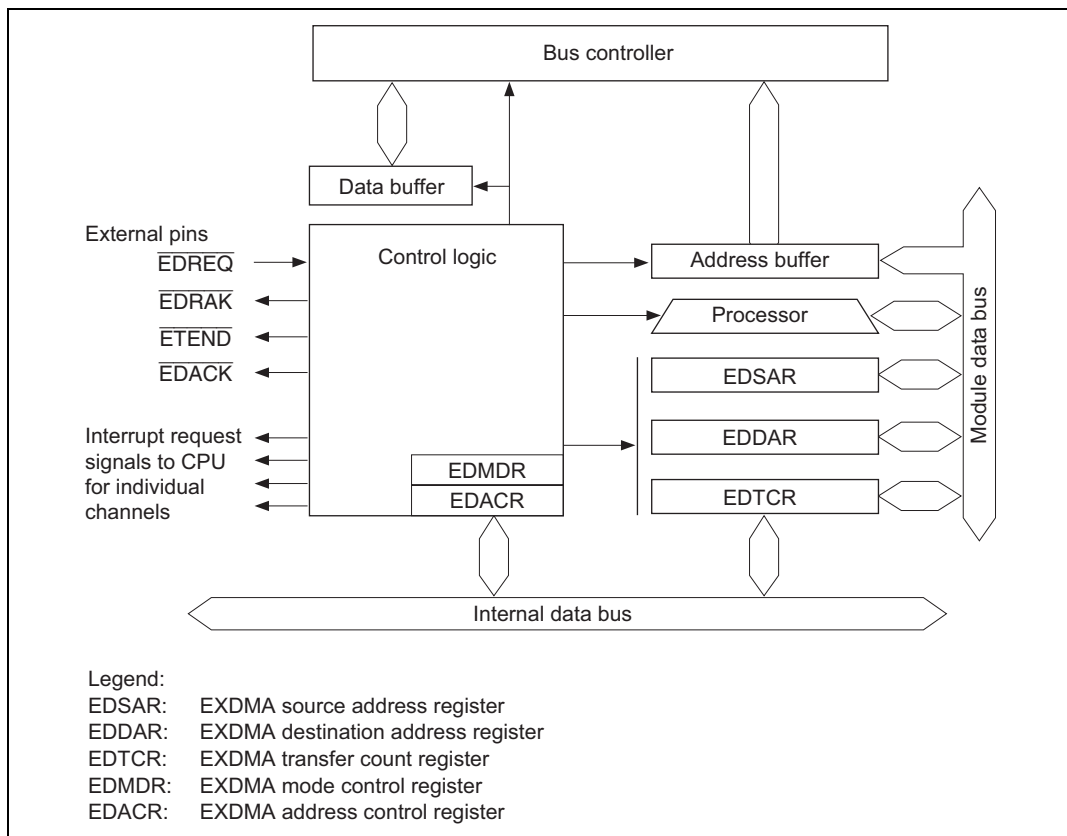 Bus controller
Data buffer
External pins
EDREQ
EDRAK
ETEND
EDACK
Interrupt request
signals to CPU
for individual
channels
Control logic
EDMDR
EDACR
Address buffer
Processor
EDSAR
EDDAR
EDTCR
Module data bus
Internal data bus
Legend:
EDSAR: EXDMA source address register
EDDAR: EXDMA destination address register
EDTCR: EXDMA transfer count register
EDMDR: EXDMA mode control register
EDACR: EXDMA address control register